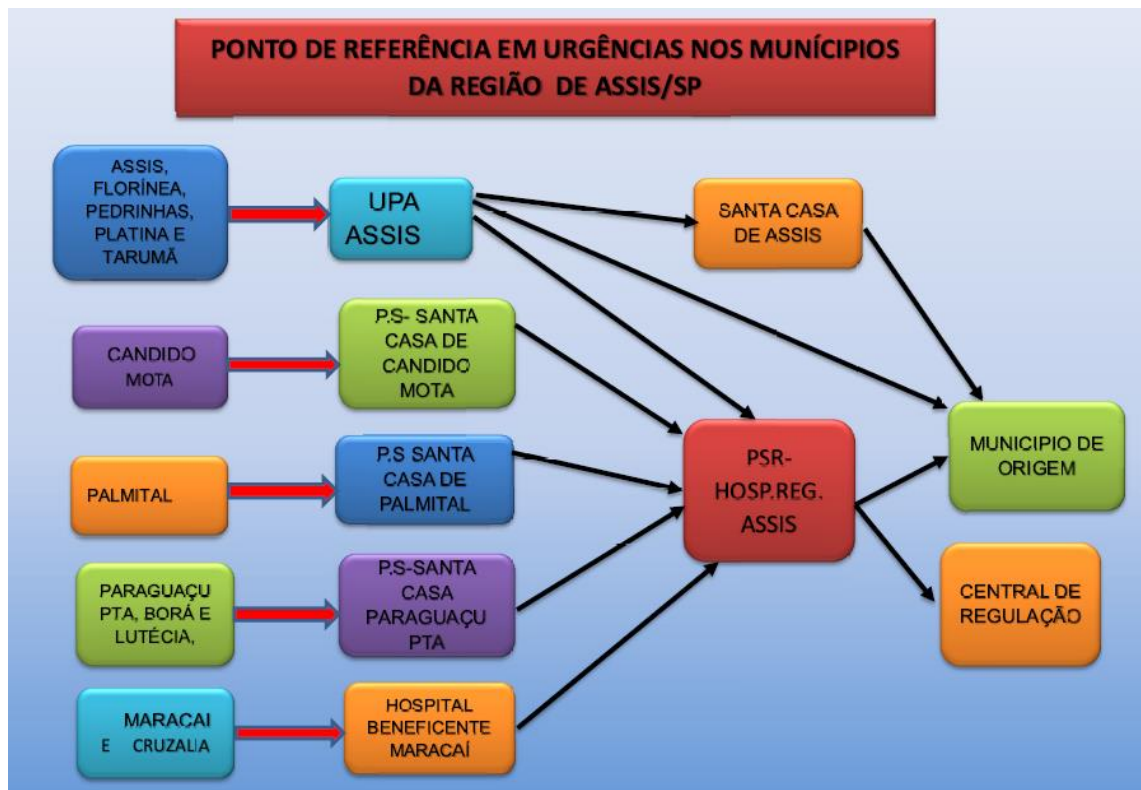 PONTO DE REFERÊNCIA EM URGÊNCIAS NOS MUNÍCIPIOS
DA REGIÃO DE ASSIS/SP
ASSIS,
FLORÍNEA,
PEDRINHAS,
PLATINA E
TARUMÃ
UPA
ASSIS
SANTA CASA
DE ASSIS
CANDIDO
MOTA
P.S- SANTA
CASA DE
CANDIDO
MOTA
PALMITAL
P.S SANTA
CASA DE
PALMITAL
PSR-
HOSP.REG.
ASSIS
MUNICIPIO DE
ORIGEM
PARAGUAÇU
PTA, BORÁ E
LUTÉCIA,
P.S-SANTA
CASA
PARAGUAÇU
PTA
CENTRAL DE
REGULAÇÃO
MARACAI
E CRUZALIA
HOSPITAL
BENEFICENTE
MARACAÍ